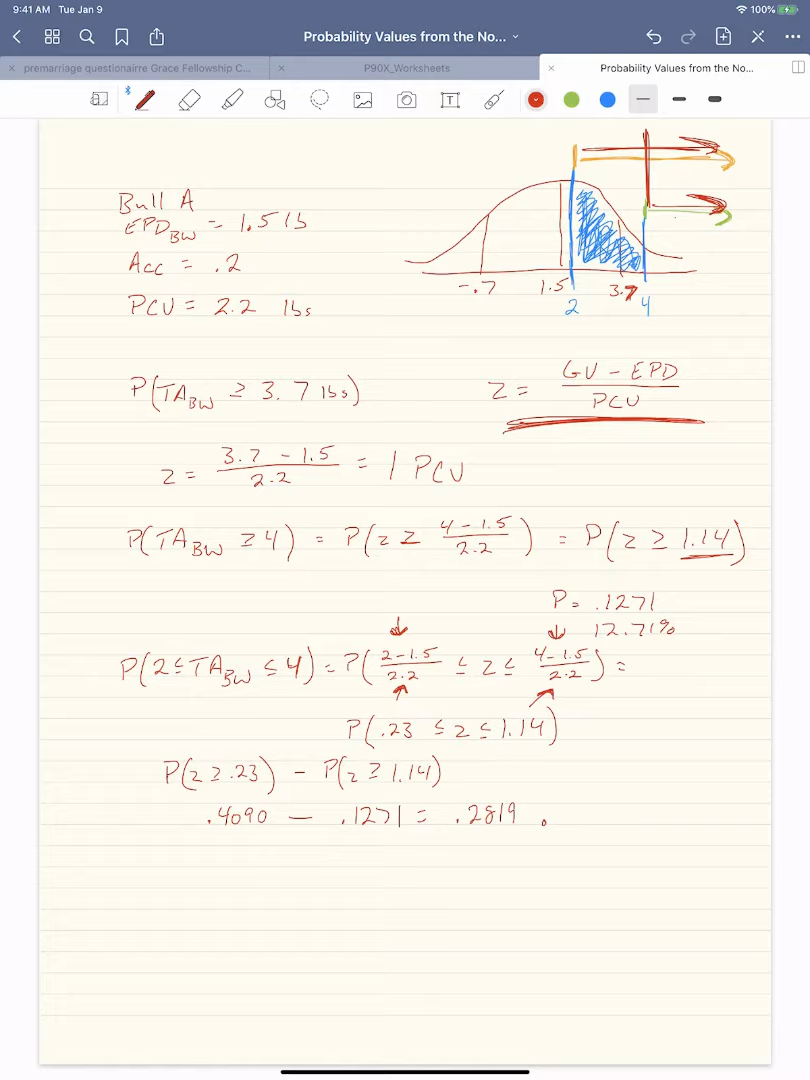 9:41 AM Tue Jan 9
100%
Probability Values from the No...
premarriage questionairre Grace Fellowship C...
P90X_Worksheets
Probability Values from the No...
T
Bull A
EPD_BW = 1.5 lb
Acc = .2
PCV = 2.2 lbs
-.7 1.5 3.7
2 4
P(TA_BW ≥ 3.7 lbs)
Z = (GV - EPD)/PCV
z = (3.7 - 1.5)/2.2 = 1 PCV
P(TA_BW ≥ 4) = P(z ≥ (4-1.5)/2.2) = P(z ≥ 1.14)
P = .1271
12.71%
P(2 ≤ TA_BW ≤ 4) = P((2-1.5)/2.2 ≤ z ≤ (4-1.5)/2.2) =
P(.23 ≤ z ≤ 1.14)
P(z ≥ .23) - P(z ≥ 1.14)
.4090 - .1271 = .2819